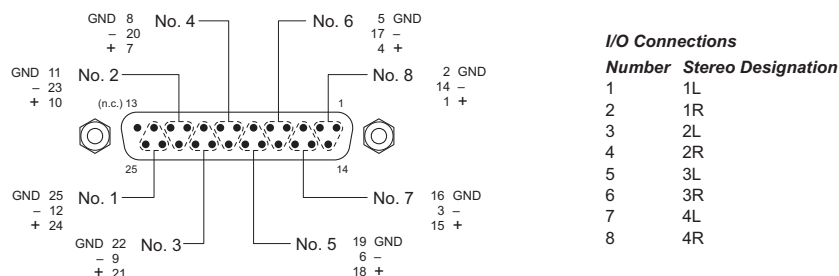 GND 8
– 20
+ 7
No. 4
No. 6
5 GND
17 –
4 +
GND 11
– 23
+ 10
No. 2
No. 8
2 GND
14 –
1 +
(n.c.) 13
1
25
14
GND 25
– 12
+ 24
No. 1
No. 7
16 GND
3 –
15 +
GND 22
– 9
+ 21
No. 3
No. 5
19 GND
6 –
18 +
I/O Connections
Number Stereo Designation
1 1L
2 1R
3 2L
4 2R
5 3L
6 3R
7 4L
8 4R